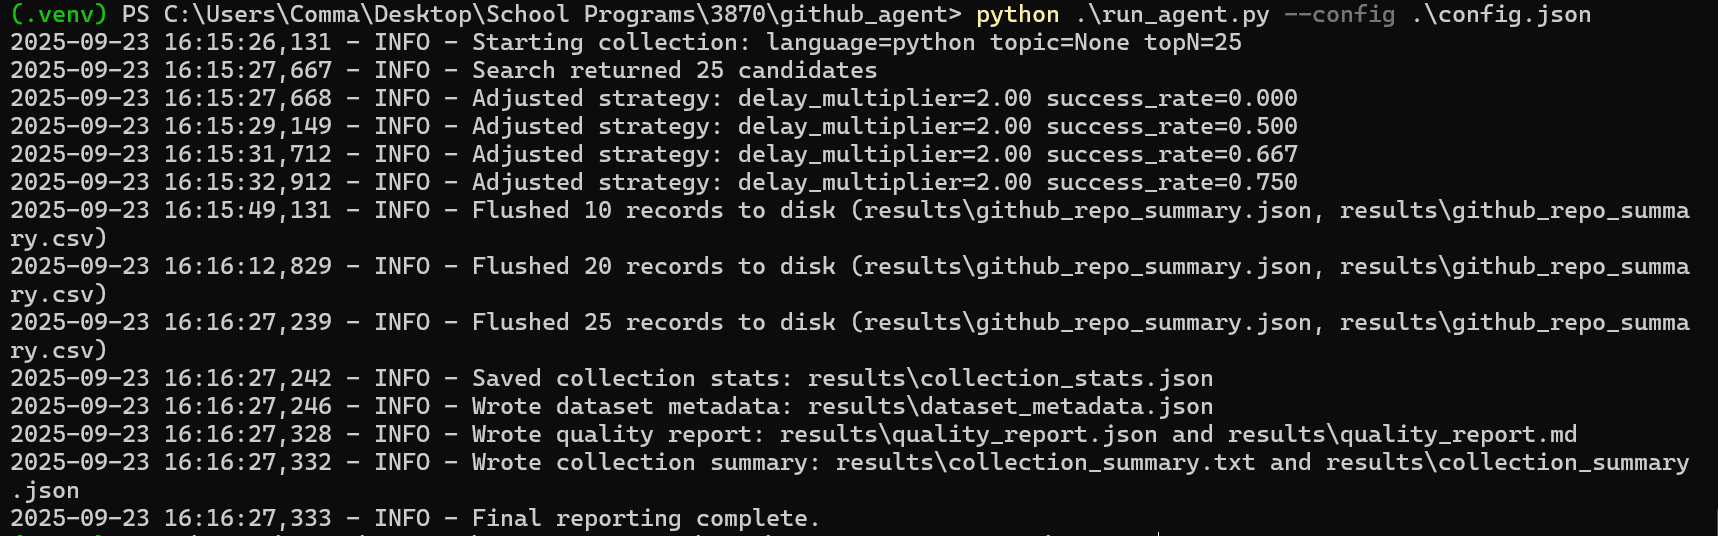 (.venv) PS C:\Users\Comma\Desktop\School Programs\3870\github_agent> python .\run_agent.py --config .\config.json
2025-09-23 16:15:26,131 - INFO - Starting collection: language=python topic=None topN=25
2025-09-23 16:15:27,667 - INFO - Search returned 25 candidates
2025-09-23 16:15:27,668 - INFO - Adjusted strategy: delay_multiplier=2.00 success_rate=0.000
2025-09-23 16:15:29,149 - INFO - Adjusted strategy: delay_multiplier=2.00 success_rate=0.500
2025-09-23 16:15:31,712 - INFO - Adjusted strategy: delay_multiplier=2.00 success_rate=0.667
2025-09-23 16:15:32,912 - INFO - Adjusted strategy: delay_multiplier=2.00 success_rate=0.750
2025-09-23 16:15:49,131 - INFO - Flushed 10 records to disk (results\github_repo_summary.json, results\github_repo_summa
ry.csv)
2025-09-23 16:16:12,829 - INFO - Flushed 20 records to disk (results\github_repo_summary.json, results\github_repo_summa
ry.csv)
2025-09-23 16:16:27,239 - INFO - Flushed 25 records to disk (results\github_repo_summary.json, results\github_repo_summa
ry.csv)
2025-09-23 16:16:27,242 - INFO - Saved collection stats: results\collection_stats.json
2025-09-23 16:16:27,246 - INFO - Wrote dataset metadata: results\dataset_metadata.json
2025-09-23 16:16:27,328 - INFO - Wrote quality report: results\quality_report.json and results\quality_report.md
2025-09-23 16:16:27,332 - INFO - Wrote collection summary: results\collection_summary.txt and results\collection_summary
.json
2025-09-23 16:16:27,333 - INFO - Final reporting complete.